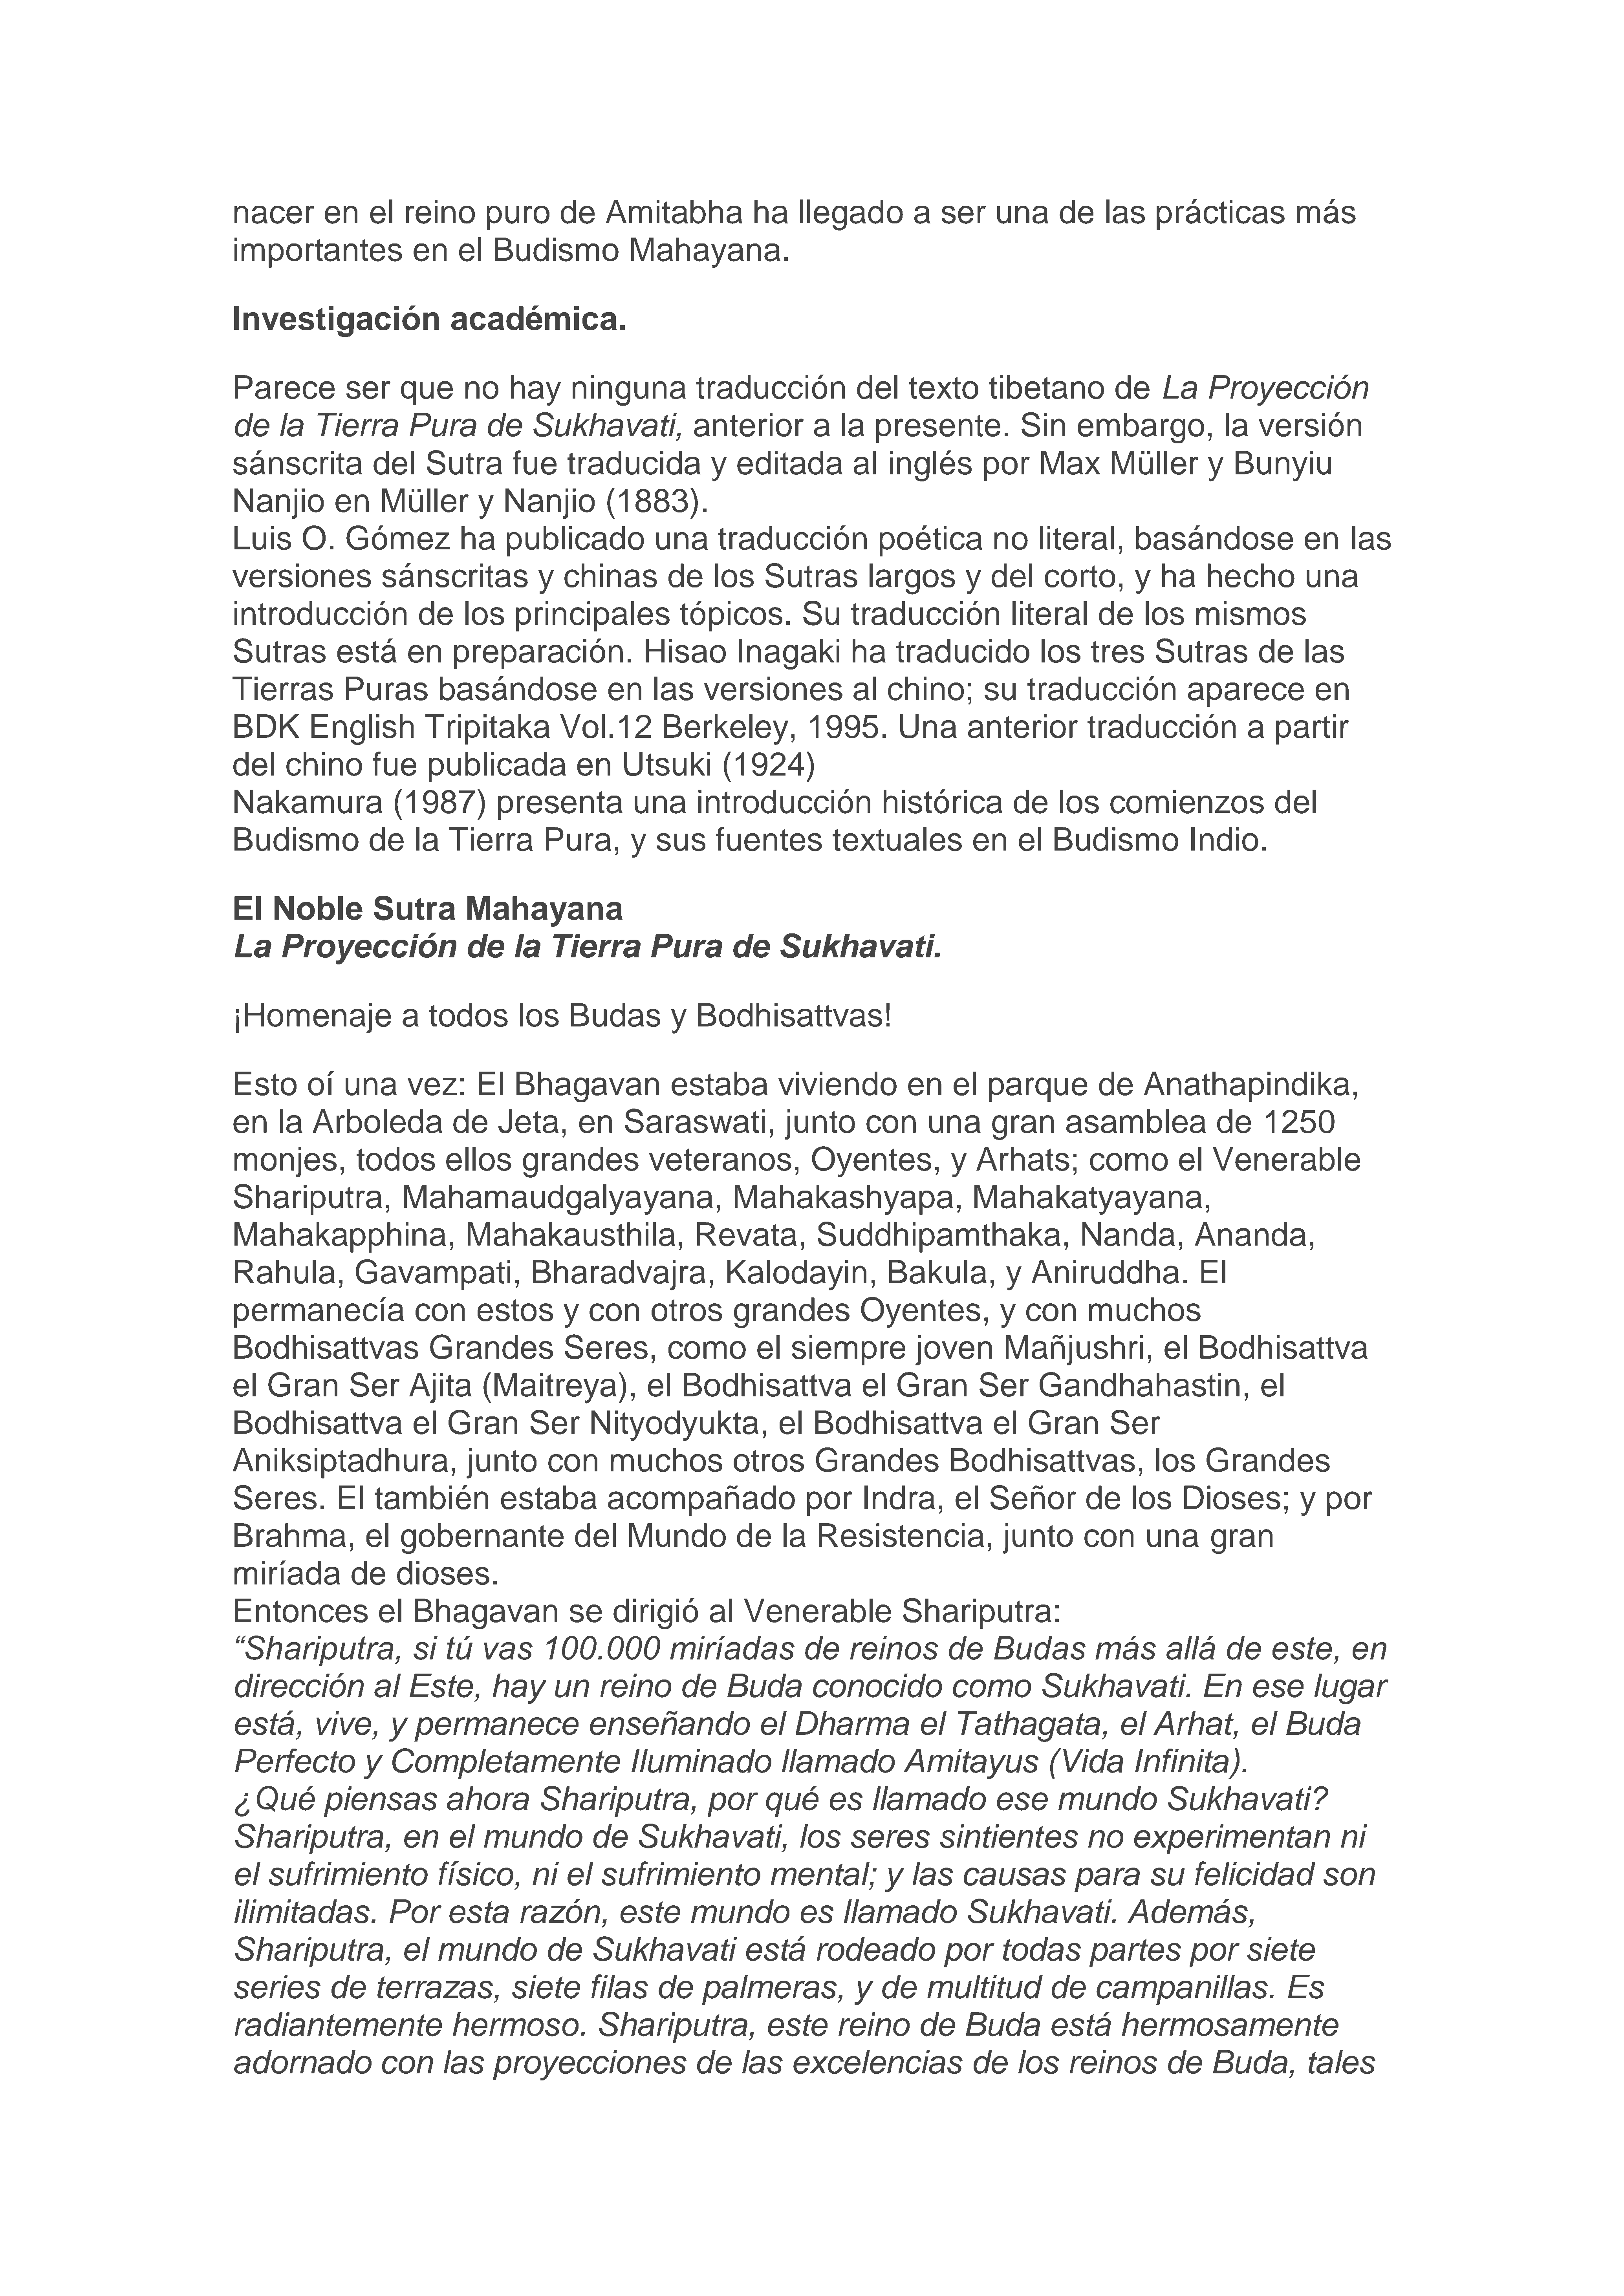 nacer en el reino puro de Amitabha ha llegado a ser una de las prácticas más
importantes en el Budismo Mahayana.
Investigación académica.
Parece ser que no hay ninguna traducción del texto tibetano de La Proyección
de la Tierra Pura de Sukhavati, anterior a la presente. Sin embargo, la versión
sánscrita del Sutra fue traducida y editada al inglés por Max Müller y Bunyiu
Nanjio en Müller y Nanjio (1883).
Luis O. Gómez ha publicado una traducción poética no literal, basándose en las
versiones sánscritas y chinas de los Sutras largos y del corto, y ha hecho una
introducción de los principales tópicos. Su traducción literal de los mismos
Sutras está en preparación. Hisao Inagaki ha traducido los tres Sutras de las
Tierras Puras basándose en las versiones al chino; su traducción aparece en
BDK English Tripitaka Vol.12 Berkeley, 1995. Una anterior traducción a partir
del chino fue publicada en Utsuki (1924)
Nakamura (1987) presenta una introducción histórica de los comienzos del
Budismo de la Tierra Pura, y sus fuentes textuales en el Budismo Indio.
El Noble Sutra Mahayana
La Proyección de la Tierra Pura de Sukhavati.
¡Homenaje a todos los Budas y Bodhisattvas!
Esto oí una vez: El Bhagavan estaba viviendo en el parque de Anathapindika,
en la Arboleda de Jeta, en Saraswati, junto con una gran asamblea de 1250
monjes, todos ellos grandes veteranos, Oyentes, y Arhats; como el Venerable
Shariputra, Mahamaudgalyayana, Mahakashyapa, Mahakatyayana,
Mahakapphina, Mahakausthila, Revata, Suddhipamthaka, Nanda, Ananda,
Rahula, Gavampati, Bharadvajra, Kalodayin, Bakula, y Aniruddha. El
permanecía con estos y con otros grandes Oyentes, y con muchos
Bodhisattvas Grandes Seres, como el siempre joven Mañjushri, el Bodhisattva
el Gran Ser Ajita (Maitreya), el Bodhisattva el Gran Ser Gandhahastin, el
Bodhisattva el Gran Ser Nityodyukta, el Bodhisattva el Gran Ser
Aniksiptadhura, junto con muchos otros Grandes Bodhisattvas, los Grandes
Seres. El también estaba acompañado por Indra, el Señor de los Dioses; y por
Brahma, el gobernante del Mundo de la Resistencia, junto con una gran
miríada de dioses.
Entonces el Bhagavan se dirigió al Venerable Shariputra:
“Shariputra, si tú vas 100.000 miríadas de reinos de Budas más allá de este, en
dirección al Este, hay un reino de Buda conocido como Sukhavati. En ese lugar
está, vive, y permanece enseñando el Dharma el Tathagata, el Arhat, el Buda
Perfecto y Completamente Iluminado llamado Amitayus (Vida Infinita).
¿Qué piensas ahora Shariputra, por qué es llamado ese mundo Sukhavati?
Shariputra, en el mundo de Sukhavati, los seres sintientes no experimentan ni
el sufrimiento físico, ni el sufrimiento mental; y las causas para su felicidad son
ilimitadas. Por esta razón, este mundo es llamado Sukhavati. Además,
Shariputra, el mundo de Sukhavati está rodeado por todas partes por siete
series de terrazas, siete filas de palmeras, y de multitud de campanillas. Es
radiantemente hermoso. Shariputra, este reino de Buda está hermosamente
adornado con las proyecciones de las excelencias de los reinos de Buda, tales